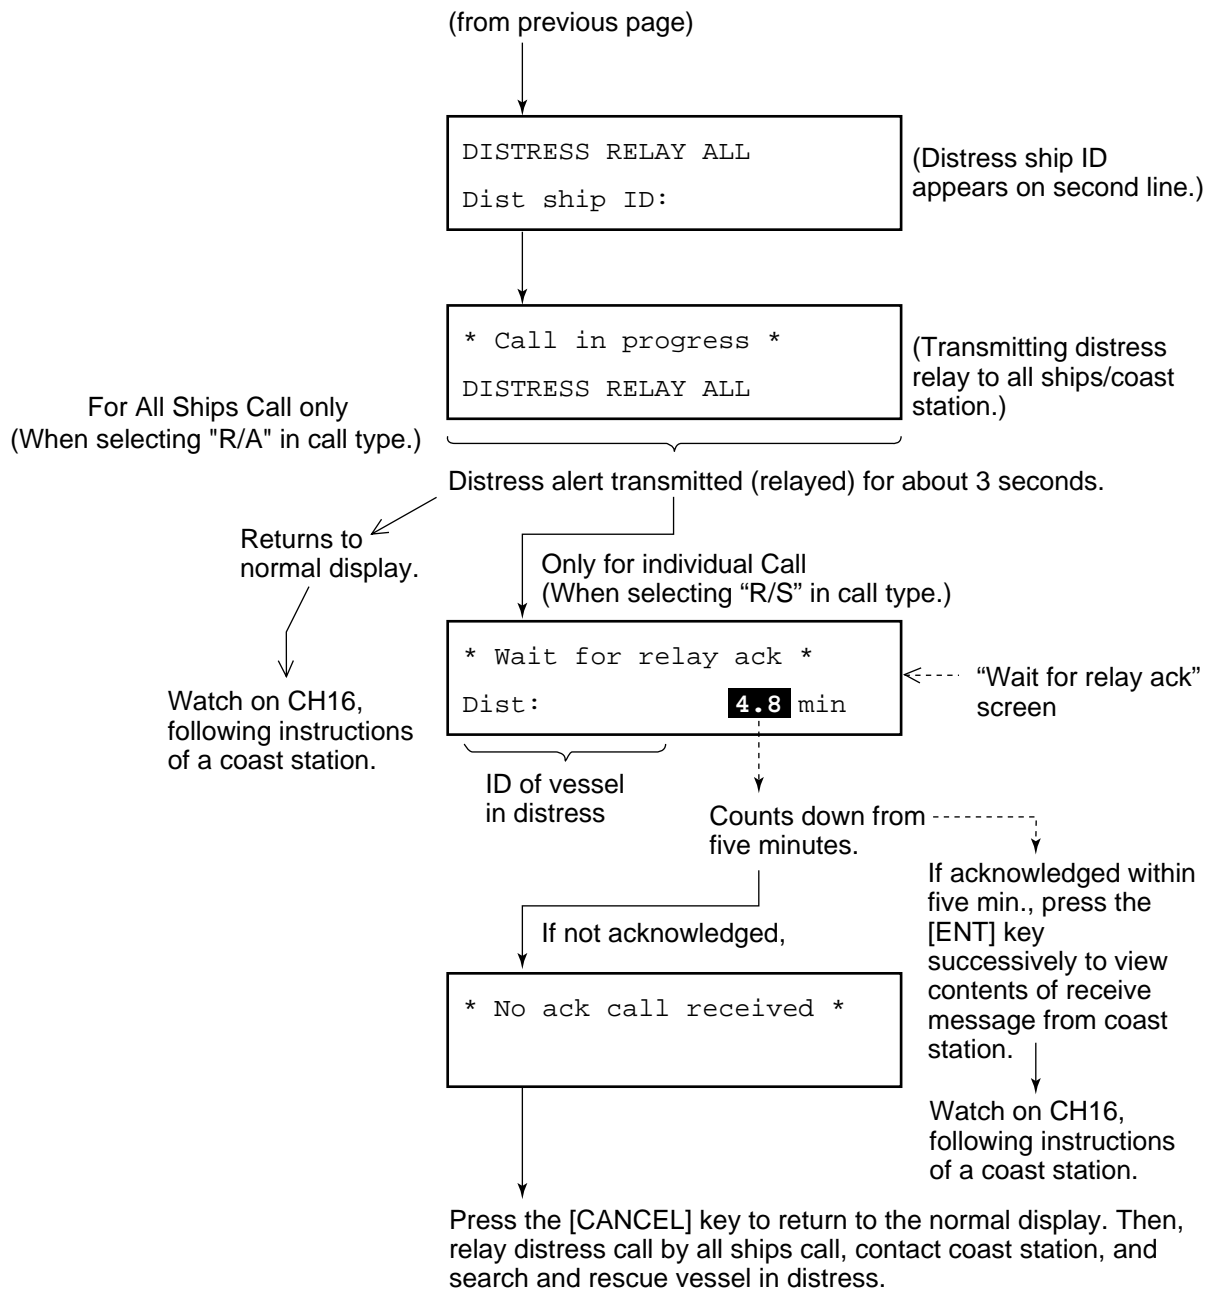 (from previous page)
DISTRESS RELAY ALL
Dist ship ID:
(Distress ship ID
appears on second line.)
* Call in progress *
DISTRESS RELAY ALL
(Transmitting distress
relay to all ships/coast
station.)
For All Ships Call only
(When selecting "R/A" in call type.)
Distress alert transmitted (relayed) for about 3 seconds.
Returns to
normal display.
Only for individual Call
(When selecting “R/S” in call type.)
* Wait for relay ack *
Dist: 4.8 min
“Wait for relay ack”
screen
Watch on CH16,
following instructions
of a coast station.
ID of vessel
in distress
Counts down from
five minutes.
If acknowledged within
five min., press the
[ENT] key
successively to view
contents of receive
message from coast
station.
If not acknowledged,
* No ack call received *
Watch on CH16,
following instructions
of a coast station.
Press the [CANCEL] key to return to the normal display. Then,
relay distress call by all ships call, contact coast station, and
search and rescue vessel in distress.